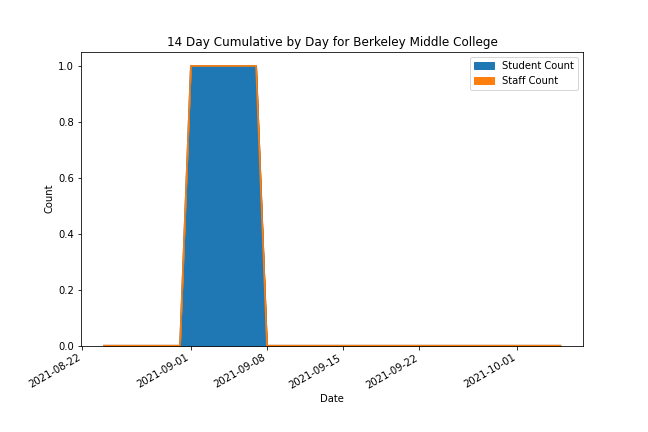 14 Day Cumulative by Day for Berkeley Middle College
Student Count
Staff Count
1.0
0.8
0.6
0.4
0.2
0.0
Count
2021-08-22
2021-09-01
2021-09-08
2021-09-15
2021-09-22
2021-10-01
Date